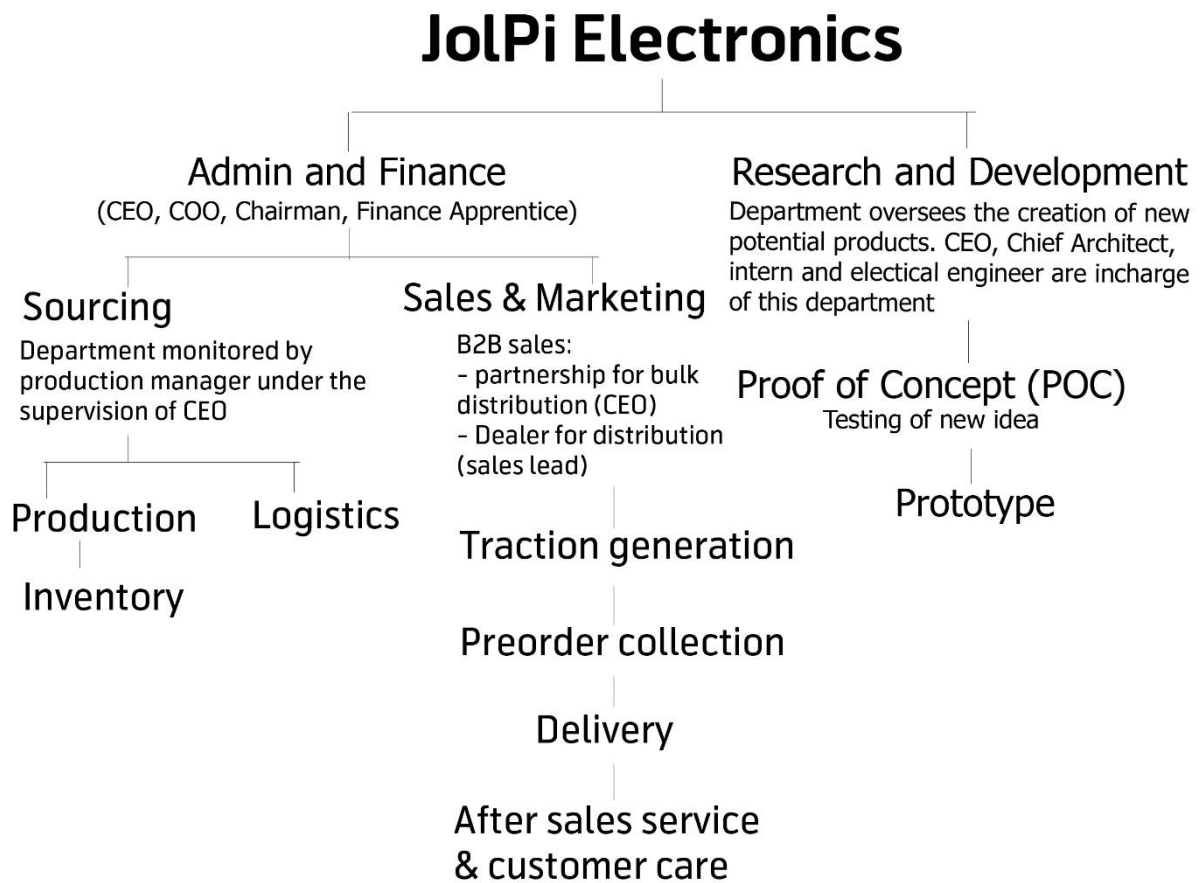 JolPi Electronics
Admin and Finance
(CEO, COO, Chairman, Finance Apprentice)
Research and Development
Department oversees the creation of new
potential products. CEO, Chief Architect,
intern and electical engineer are incharge
of this department
Sourcing
Department monitored by
production manager under the
supervision of CEO
Sales & Marketing
B2B sales:
- partnership for bulk
distribution (CEO)
- Dealer for distribution
(sales lead)
Proof of Concept (POC)
Testing of new idea
Prototype
Production
Logistics
Inventory
Traction generation
Preorder collection
Delivery
After sales service
& customer care